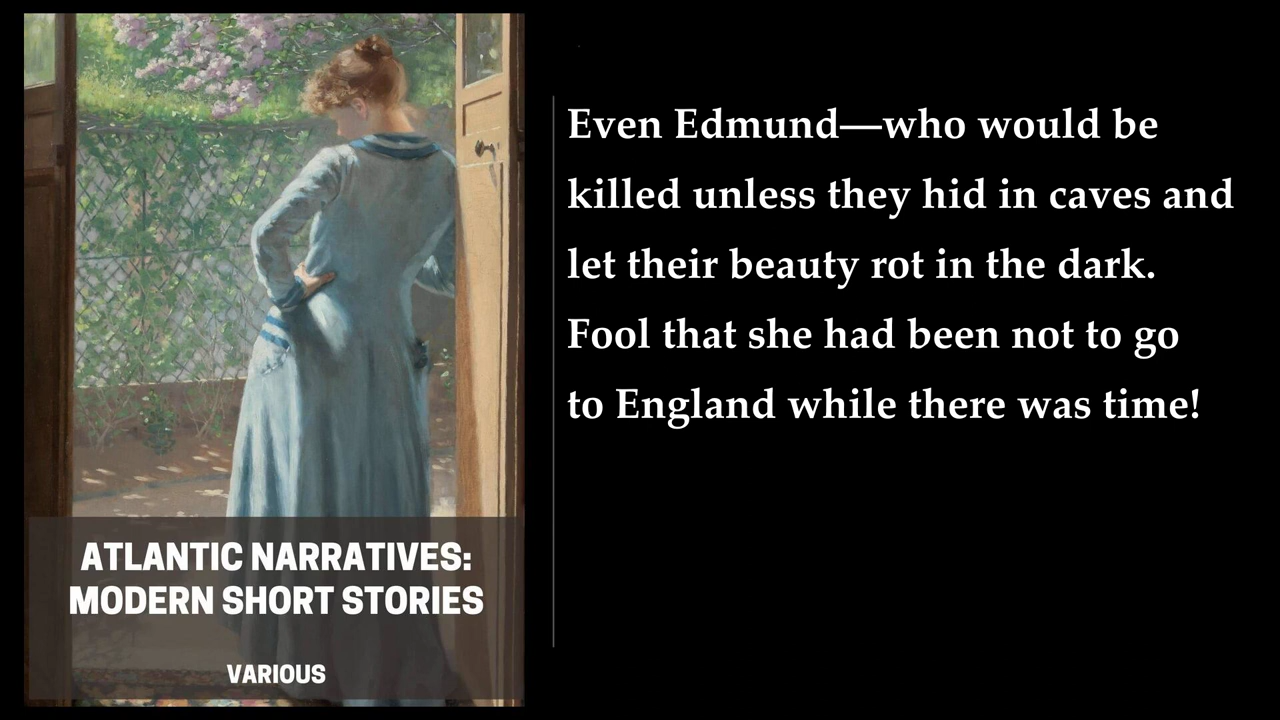 Even Edmund—who would be
killed unless they hid in caves and
let their beauty rot in the dark.
Fool that she had been not to go
to England while there was time!
ATLANTIC NARRATIVES:
MODERN SHORT STORIES
VARIOUS